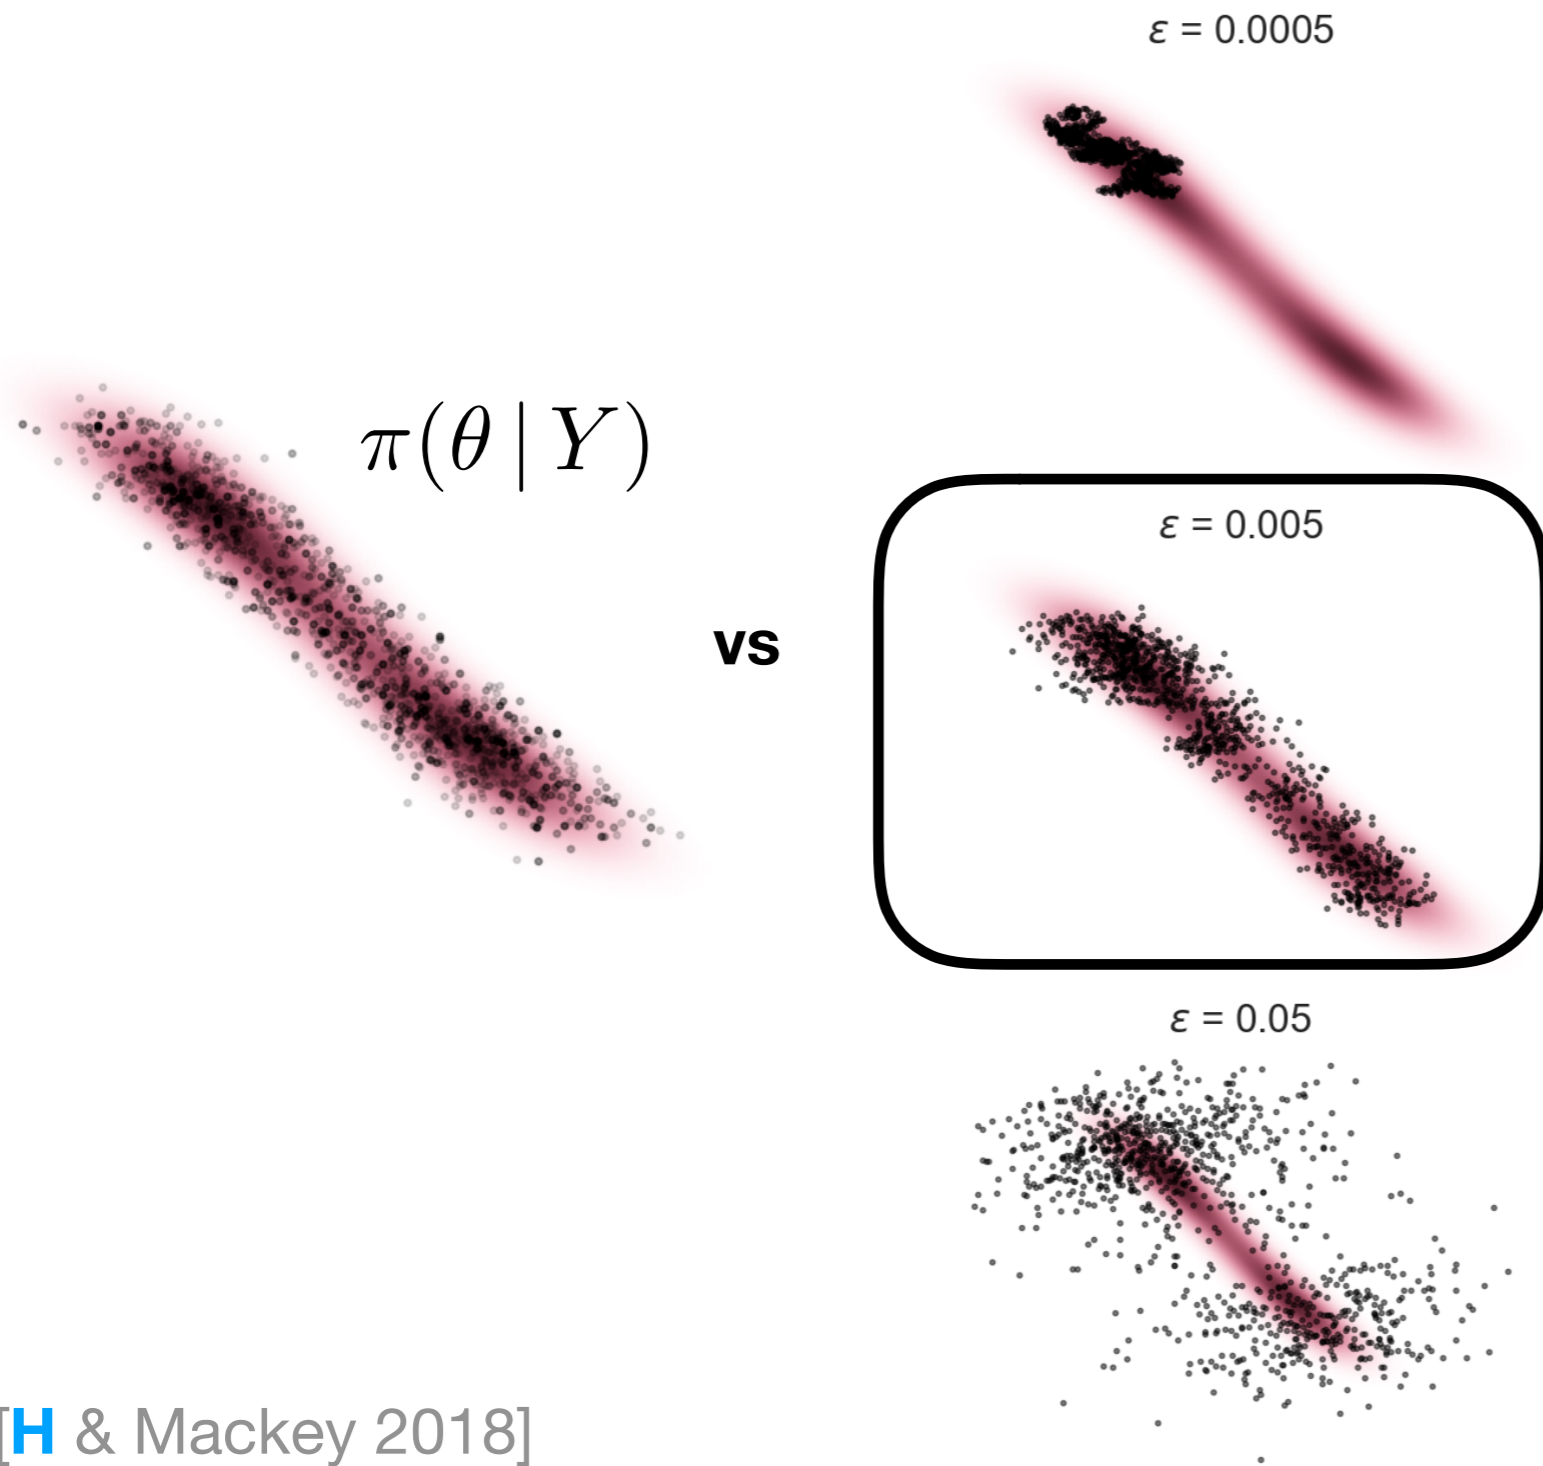 π(θ | Y)
vs
ε = 0.0005
ε = 0.005
ε = 0.05
[H & Mackey 2018]